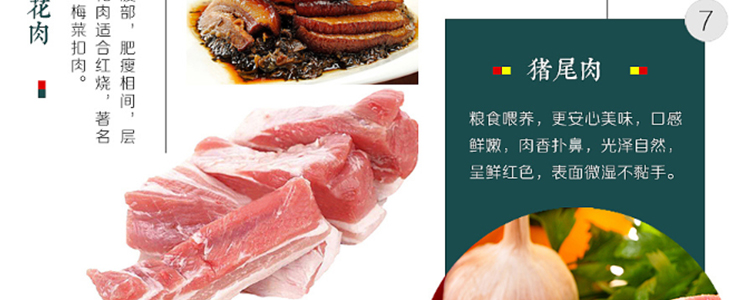 花肉
腹部，肥瘦相间，层
花肉适合红烧，著名
梅菜扣肉。
7
猪尾肉
粮食喂养，更安心美味，口感
鲜嫩，肉香扑鼻，光泽自然，
呈鲜红色，表面微湿不黏手。